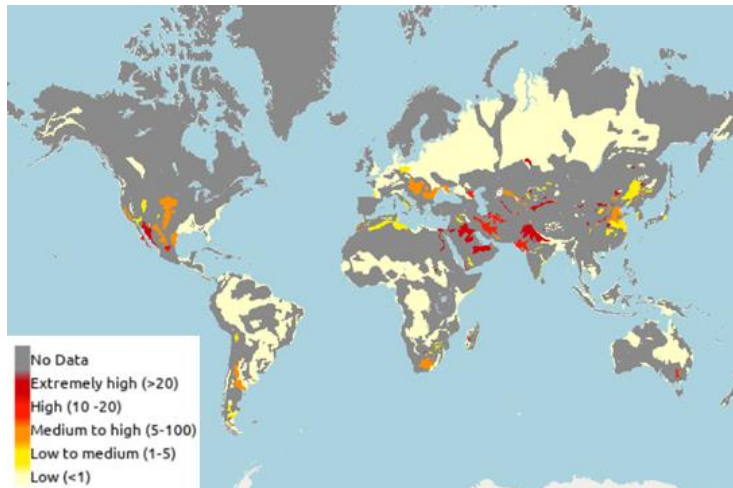 No Data
Extremely high (>20)
High (10 -20)
Medium to high (5-100)
Low to medium (1-5)
Low (<1)